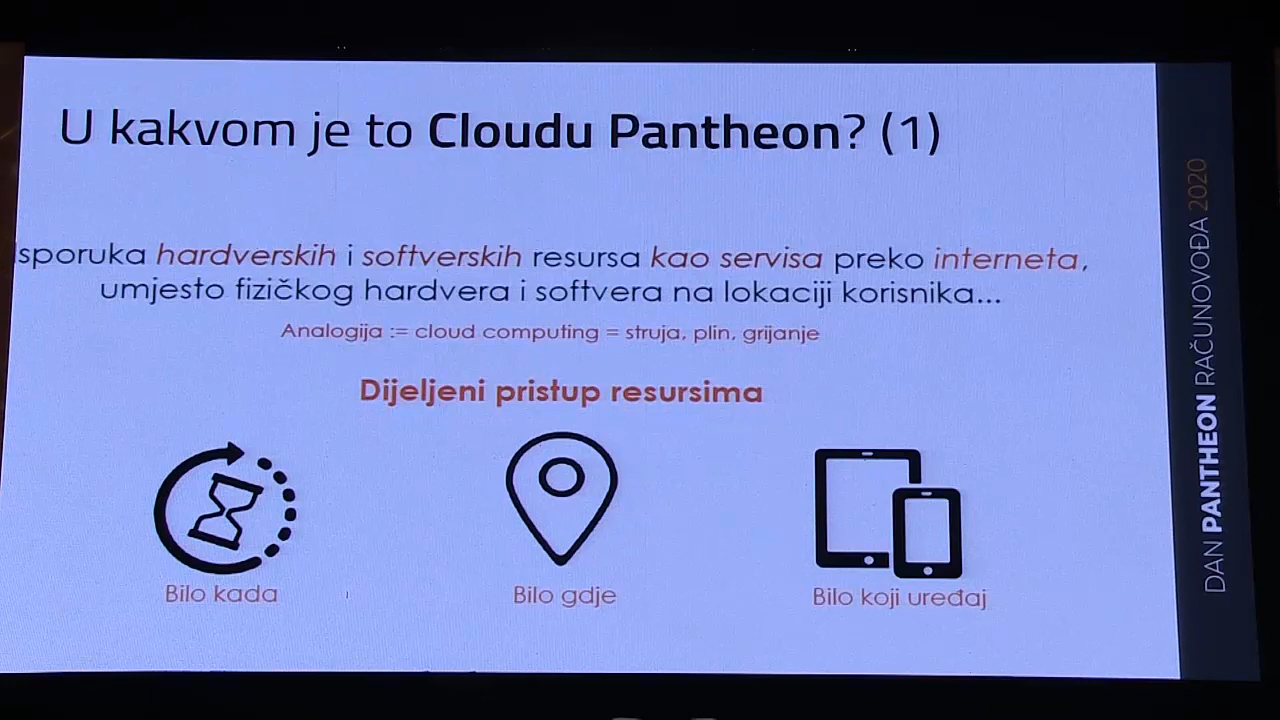 U kakvom je to Cloudu Pantheon? (1)
sporuka hardverskih i softverskih resursa kao servisa preko interneta,
umjesto fizičkog hardvera i softvera na lokaciji korisnika...
Analogija := cloud computing = struja, plin, grijanje
Dijeljeni pristup resursima
Bilo kada
Bilo gdje
Bilo koji uređaj
DAN PANTHEON RAČUNOVOĐA 2020